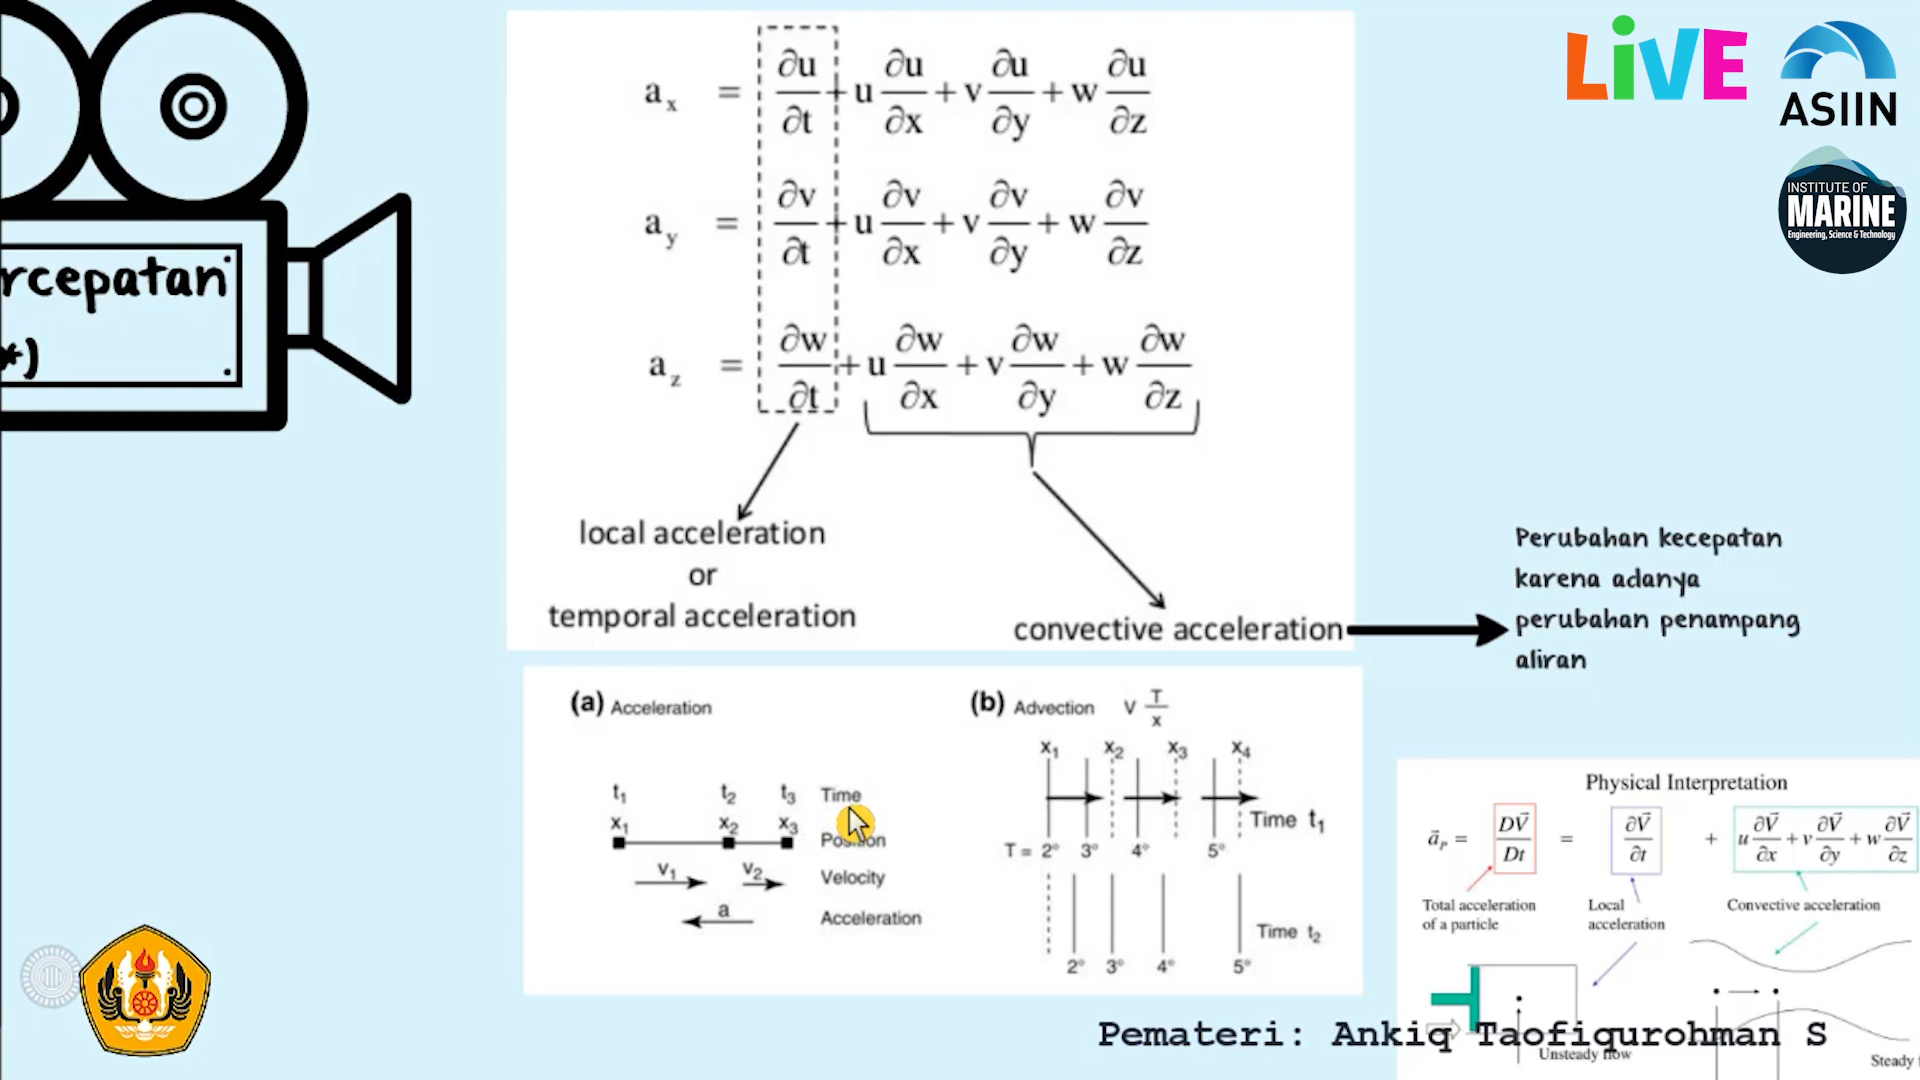 LiVE
ASIIN
INSTITUTE OF
MARINE
Engineering, Science & Technology
rcepatan
*)
a_x = ∂u/∂t + u ∂u/∂x + v ∂u/∂y + w ∂u/∂z
a_y = ∂v/∂t + u ∂v/∂x + v ∂v/∂y + w ∂v/∂z
a_z = ∂w/∂t + u ∂w/∂x + v ∂w/∂y + w ∂w/∂z
local acceleration
or
temporal acceleration
convective acceleration
Perubahan kecepatan
karena adanya
perubahan penampang
aliran
(a) Acceleration
t₁ t₂ t₃ Time
x₁ x₂ x₃ Position
v₁ v₂ Velocity
a Acceleration
(b) Advection V T/x
x₁ x₂ x₃ x₄
Time t₁
T = 2° 3° 4° 5°
Time t₂
2° 3° 4° 5°
Physical Interpretation
a⃗_P = DV⃗/Dt = ∂V⃗/∂t + u ∂V⃗/∂x + v ∂V⃗/∂y + w ∂V⃗/∂z
Total acceleration
of a particle
Local
acceleration
Convective acceleration
Unsteady flow
Steady
Pemateri: Ankiq Taofiqurohman S